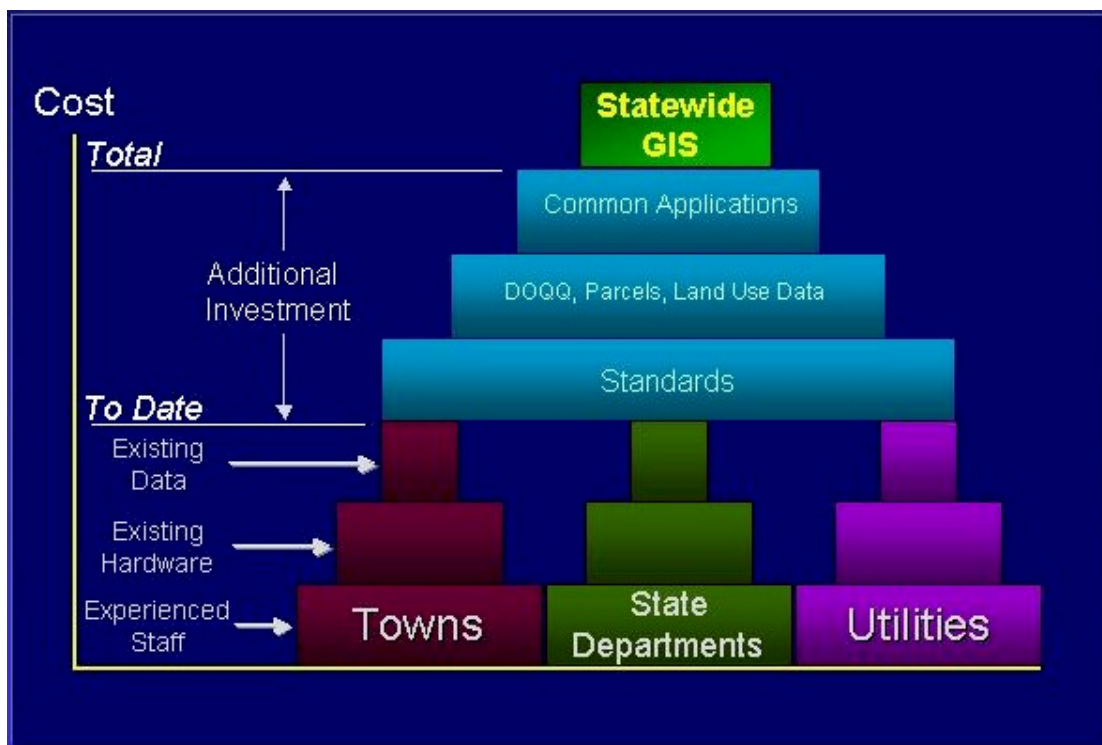 Cost
Statewide
GIS
Total
Common Applications
Additional
Investment
DOQQ, Parcels, Land Use Data
Standards
To Date
Existing
Data
Existing
Hardware
Experienced
Staff
Towns
State
Departments
Utilities